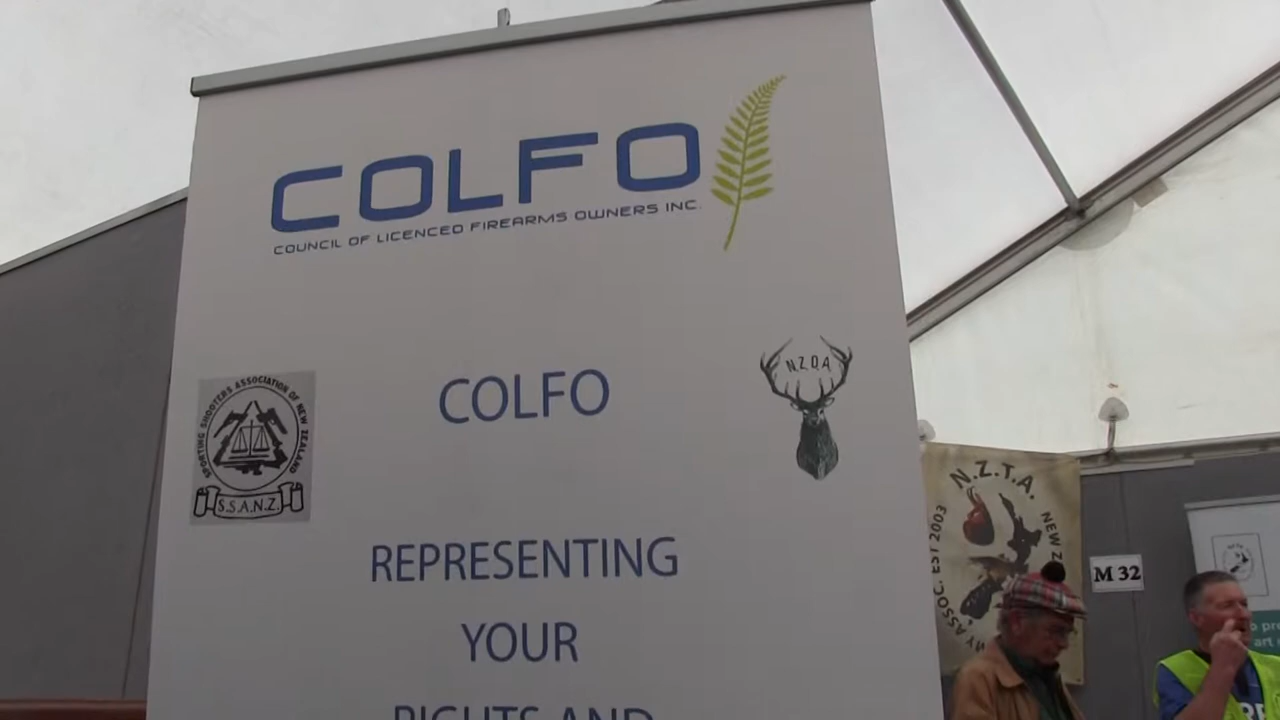 COLFO
COUNCIL OF LICENCED FIREARMS OWNERS INC.
N.Z.D.A
COLFO
SPORTING SHOOTERS ASSOCIATION OF NEW ZEALAND
S.S.A.N.Z.
REPRESENTING
YOUR
RIGHTS AND
N.Z.T.A.
NEW Z
ASSOC. EST 2003
M 32
art